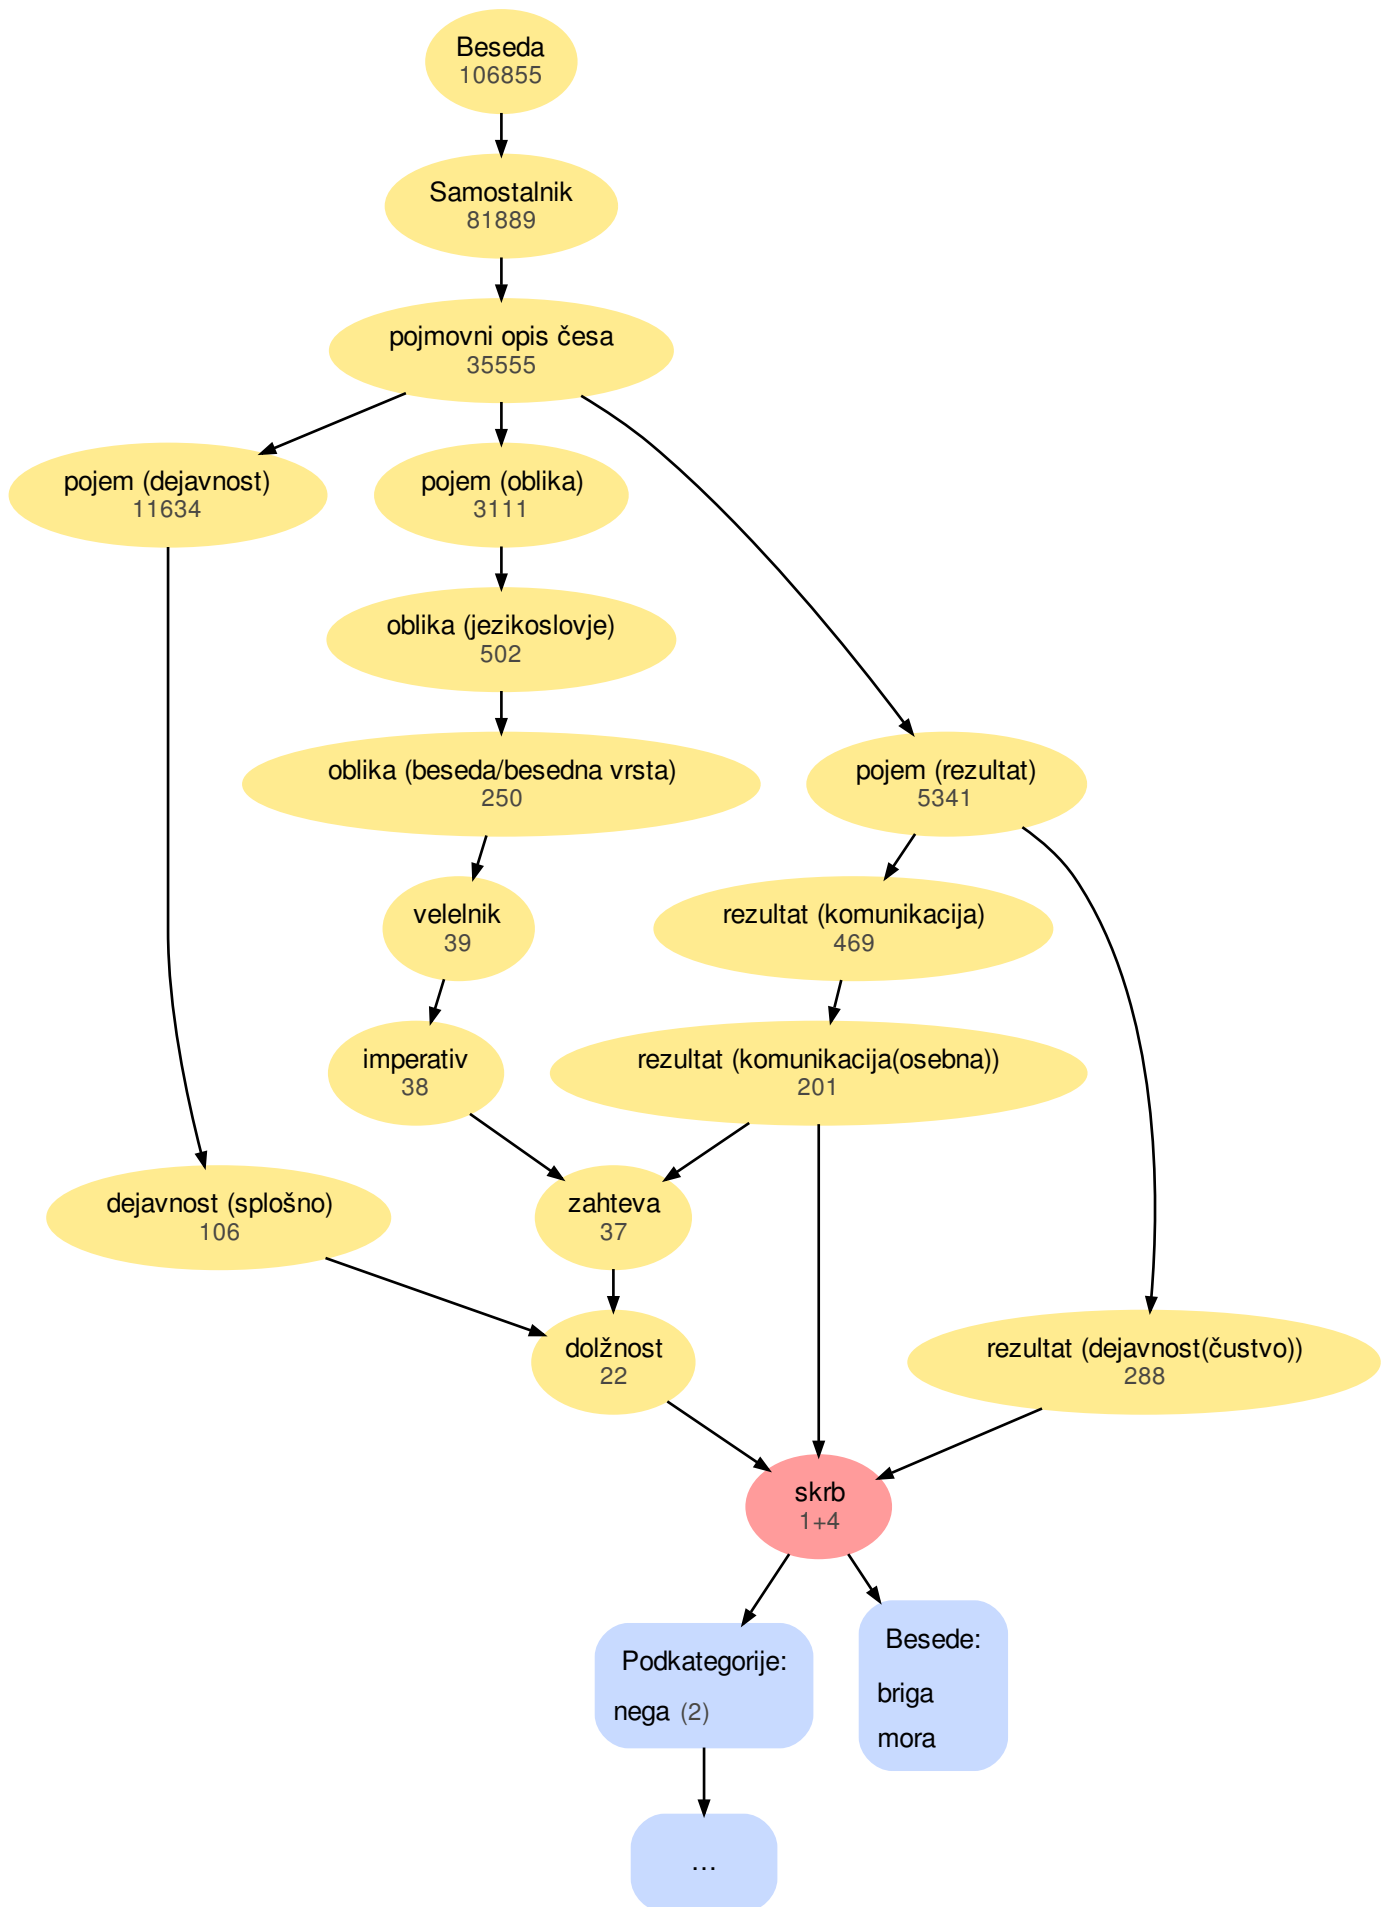 Beseda
106855
Samostalnik
81889
pojmovni opis česa
35555
pojem (dejavnost)
11634
pojem (oblika)
3111
oblika (jezikoslovje)
502
oblika (beseda/besedna vrsta)
250
pojem (rezultat)
5341
velelnik
39
rezultat (komunikacija)
469
imperativ
38
rezultat (komunikacija(osebna))
201
dejavnost (splošno)
106
zahteva
37
dolžnost
22
rezultat (dejavnost(čustvo))
288
skrb
1+4
Podkategorije:
nega (2)
Besede:
briga
mora
...